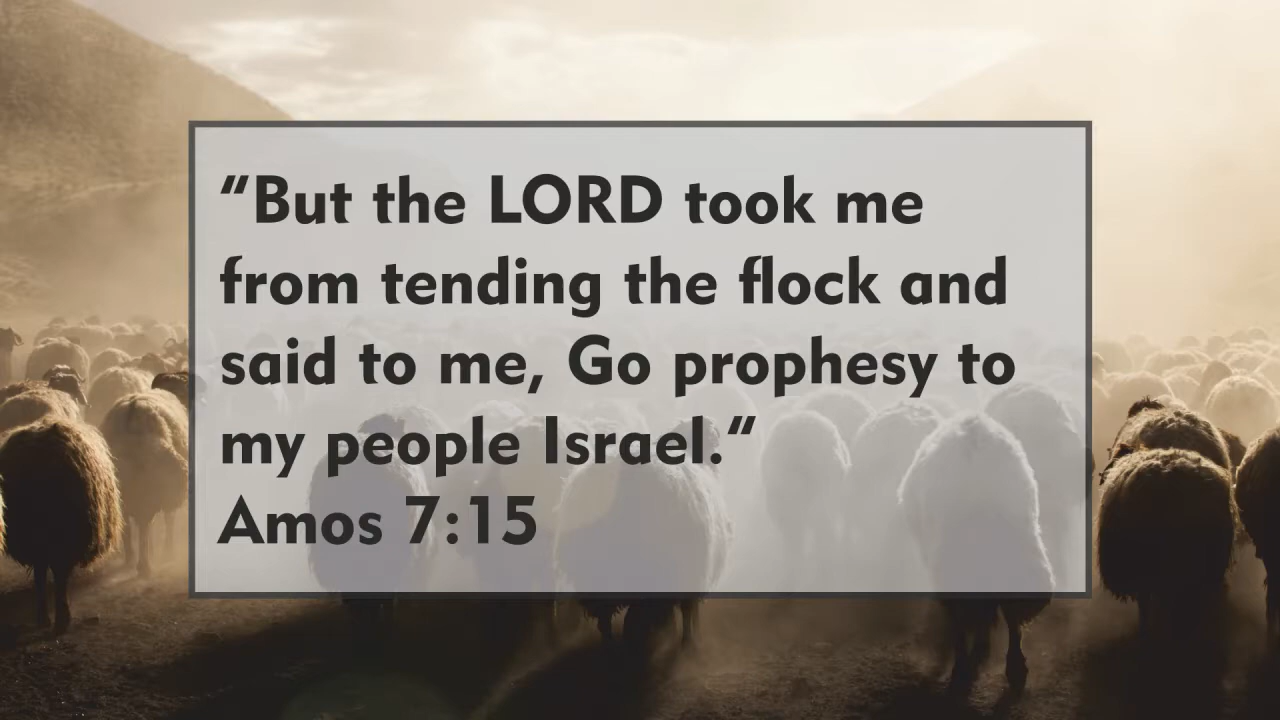 “But the LORD took me
from tending the flock and
said to me, Go prophesy to
my people Israel.“
Amos 7:15